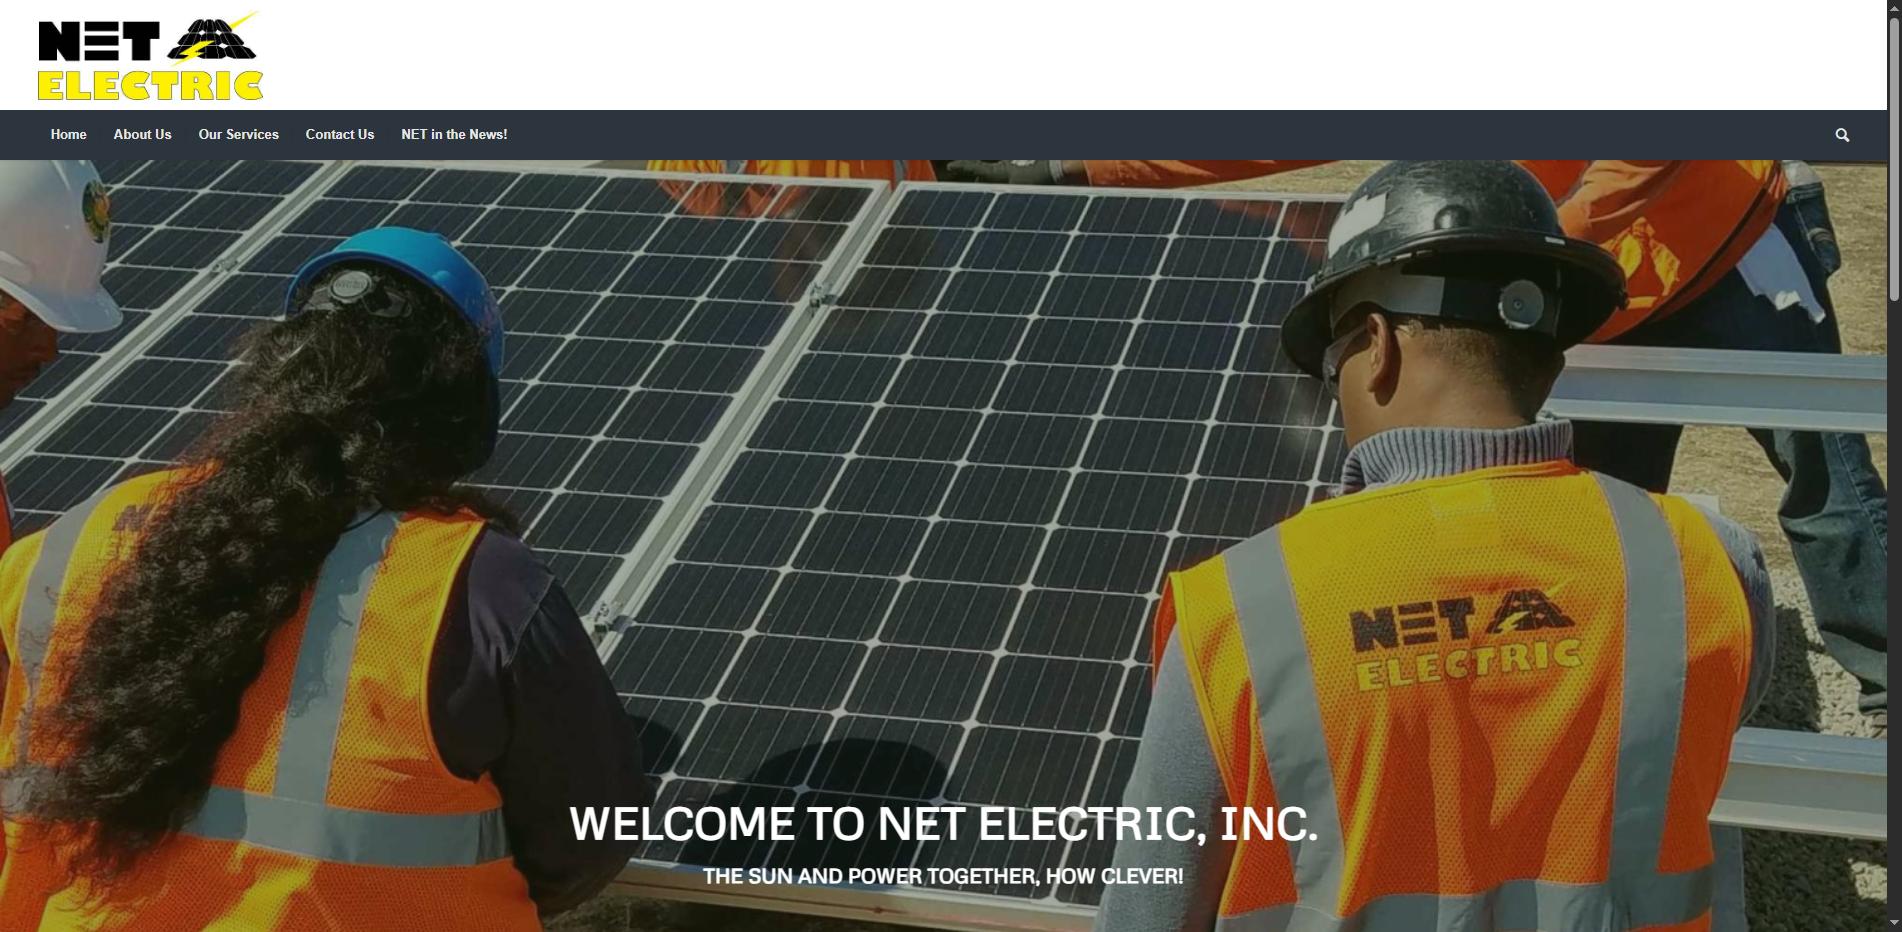 NET
ELECTRIC
Home About Us Our Services Contact Us NET in the News!
NET
ELECTRIC
WELCOME TO NET ELECTRIC, INC.
THE SUN AND POWER TOGETHER, HOW CLEVER!